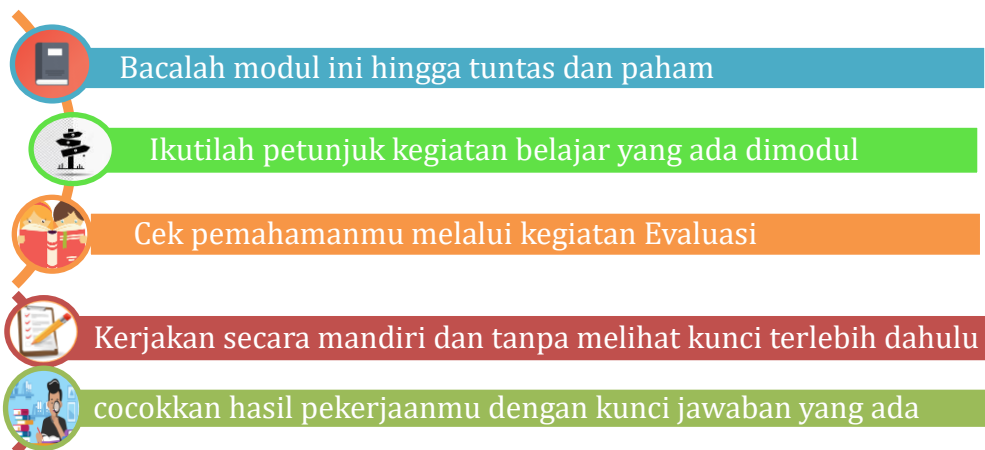 Bacalah modul ini hingga tuntas dan paham
Ikutilah petunjuk kegiatan belajar yang ada dimodul
Cek pemahamanmu melalui kegiatan Evaluasi
Kerjakan secara mandiri dan tanpa melihat kunci terlebih dahulu
cocokkan hasil pekerjaanmu dengan kunci jawaban yang ada